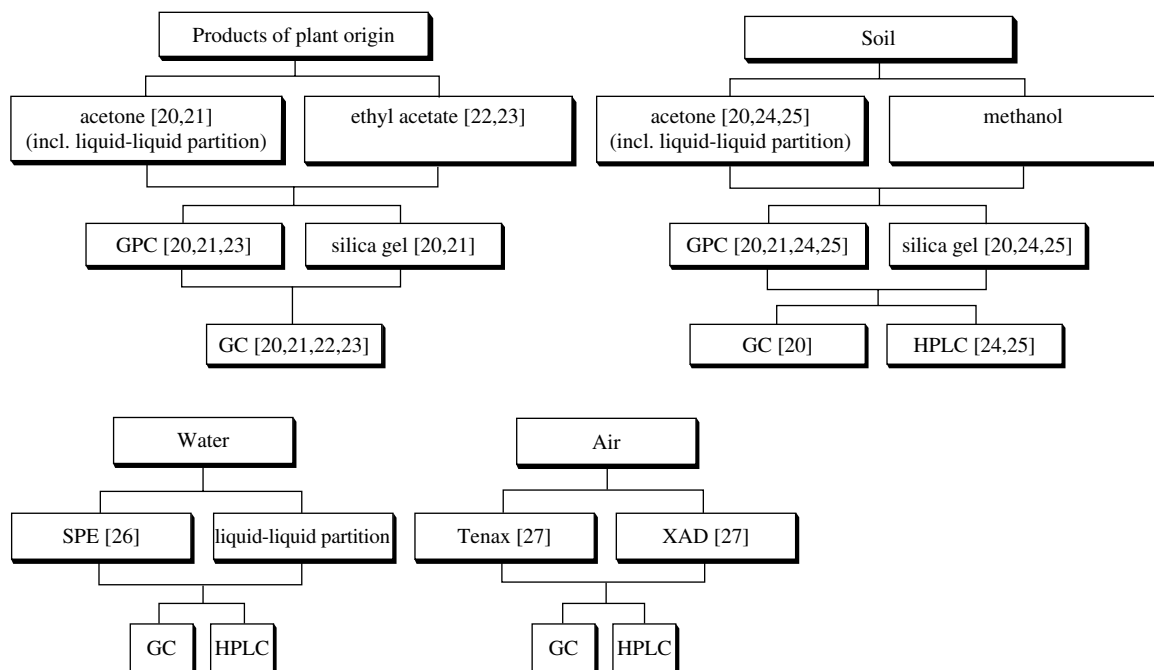 Products of plant origin
acetone [20,21]
(incl. liquid-liquid partition)
ethyl acetate [22,23]
GPC [20,21,23]
silica gel [20,21]
GC [20,21,22,23]
Soil
acetone [20,24,25]
(incl. liquid-liquid partition)
methanol
GPC [20,21,24,25]
silica gel [20,24,25]
GC [20]
HPLC [24,25]
Water
SPE [26]
liquid-liquid partition
GC
HPLC
Air
Tenax [27]
XAD [27]
GC
HPLC